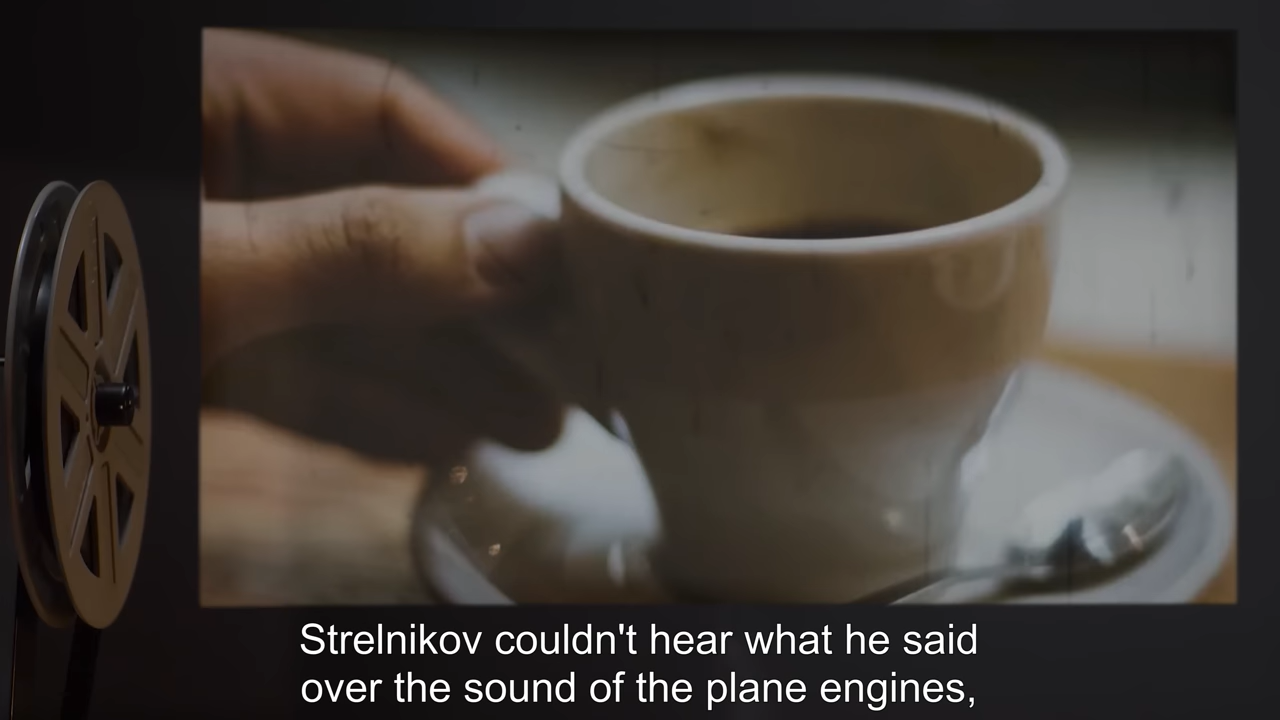 Strelnikov couldn't hear what he said
over the sound of the plane engines,